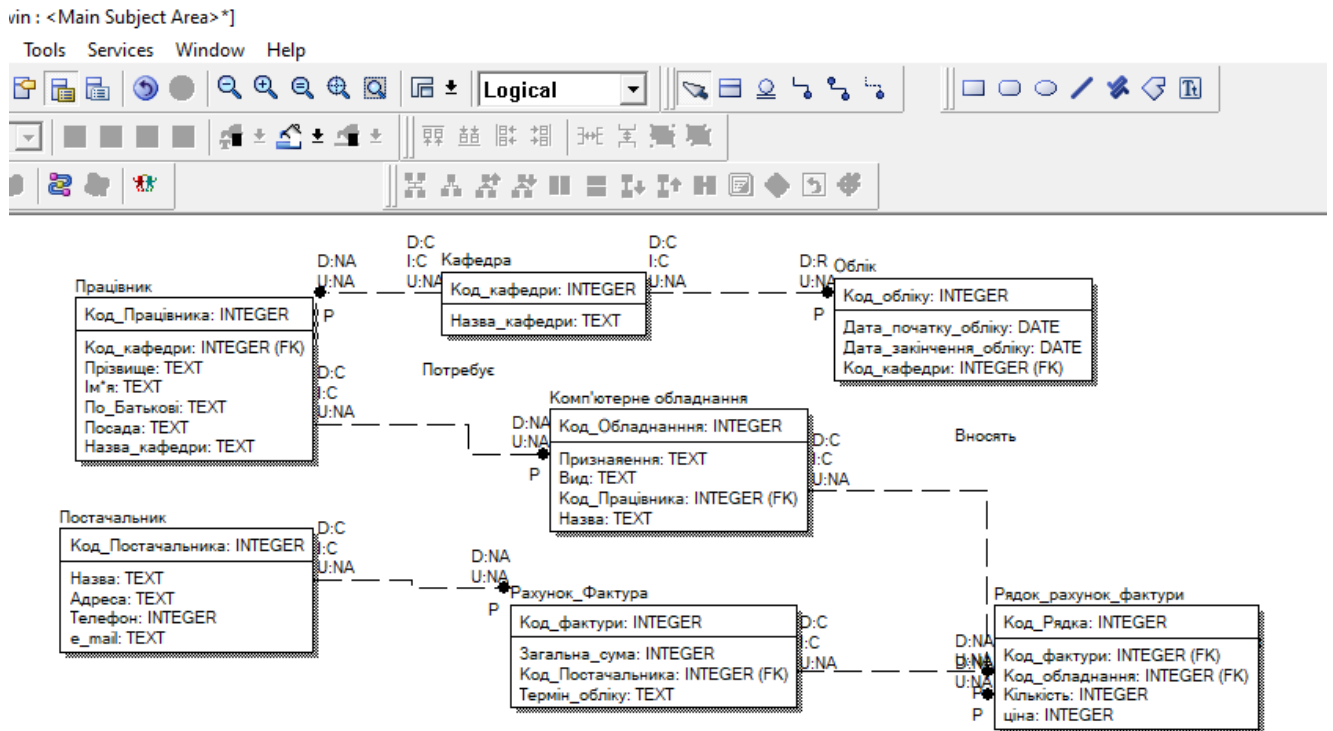 vin : <Main Subject Area>*]
Tools Services Window Help
Logical
Працівник
Код_Працівника: INTEGER
Код_кафедри: INTEGER (FK)
Прізвище: TEXT
Ім*я: TEXT
По_Батькові: TEXT
Посада: TEXT
Назва_кафедри: TEXT
D:NA
U:NA
P
D:C
I:C
U:NA
Кафедра
Код_кафедри: INTEGER
Назва_кафедри: TEXT
D:C
I:C
U:NA
D:R
U:NA
P
Облік
Код_обліку: INTEGER
Дата_початку_обліку: DATE
Дата_закінчення_обліку: DATE
Код_кафедри: INTEGER (FK)
D:C
I:C
U:NA
Потребує
D:NA
U:NA
P
Комп'ютерне обладнання
Код_Обладнанння: INTEGER
Признаяення: TEXT
Вид: TEXT
Код_Працівника: INTEGER (FK)
Назва: TEXT
D:C
I:C
U:NA
Вносять
Постачальник
Код_Постачальника: INTEGER
Назва: TEXT
Адреса: TEXT
Телефон: INTEGER
e_mail: TEXT
D:C
I:C
U:NA
D:NA
U:NA
P
Рахунок_Фактура
Код_фактури: INTEGER
Загальна_сума: INTEGER
Код_Постачальника: INTEGER (FK)
Термін_обліку: TEXT
D:C
I:C
U:NA
Рядок_рахунок_фактури
Код_Рядка: INTEGER
Код_фактури: INTEGER (FK)
Код_обладнання: INTEGER (FK)
Кількість: INTEGER
ціна: INTEGER
D:NA
U:NA
P